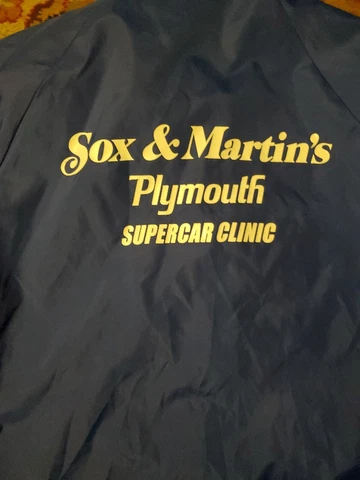 Sox & Martin's
Plymouth
SUPERCAR CLINIC